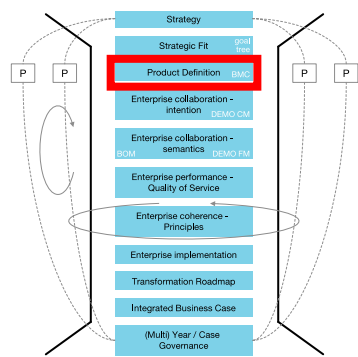 Strategy
Strategic Fit
goal
tree
P
P
Product Definition
BMC
P
P
Enterprise collaboration -
intention
DEMO CM
Enterprise collaboration -
semantics
BOM
DEMO FM
Enterprise performance -
Quality of Service
Enterprise coherence -
Principles
Enterprise implementation
Transformation Roadmap
Integrated Business Case
(Multi) Year / Case
Governance